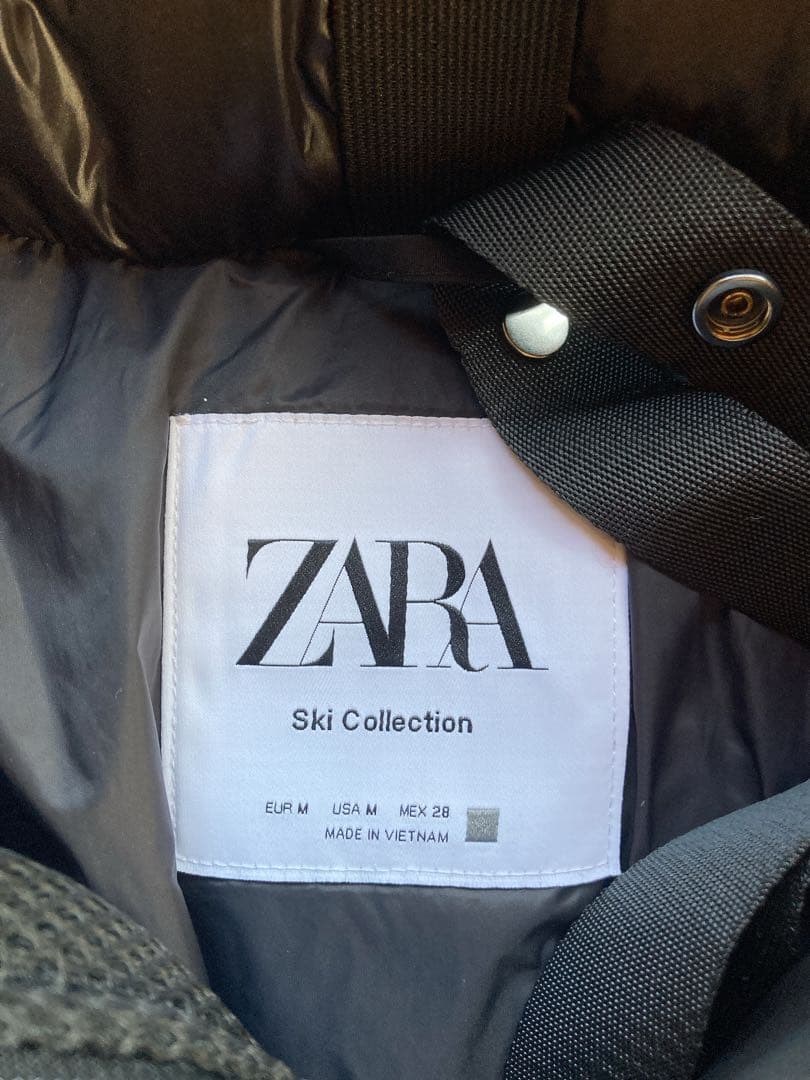 ZARA
Ski Collection
EUR M USA M MEX 28
MADE IN VIETNAM